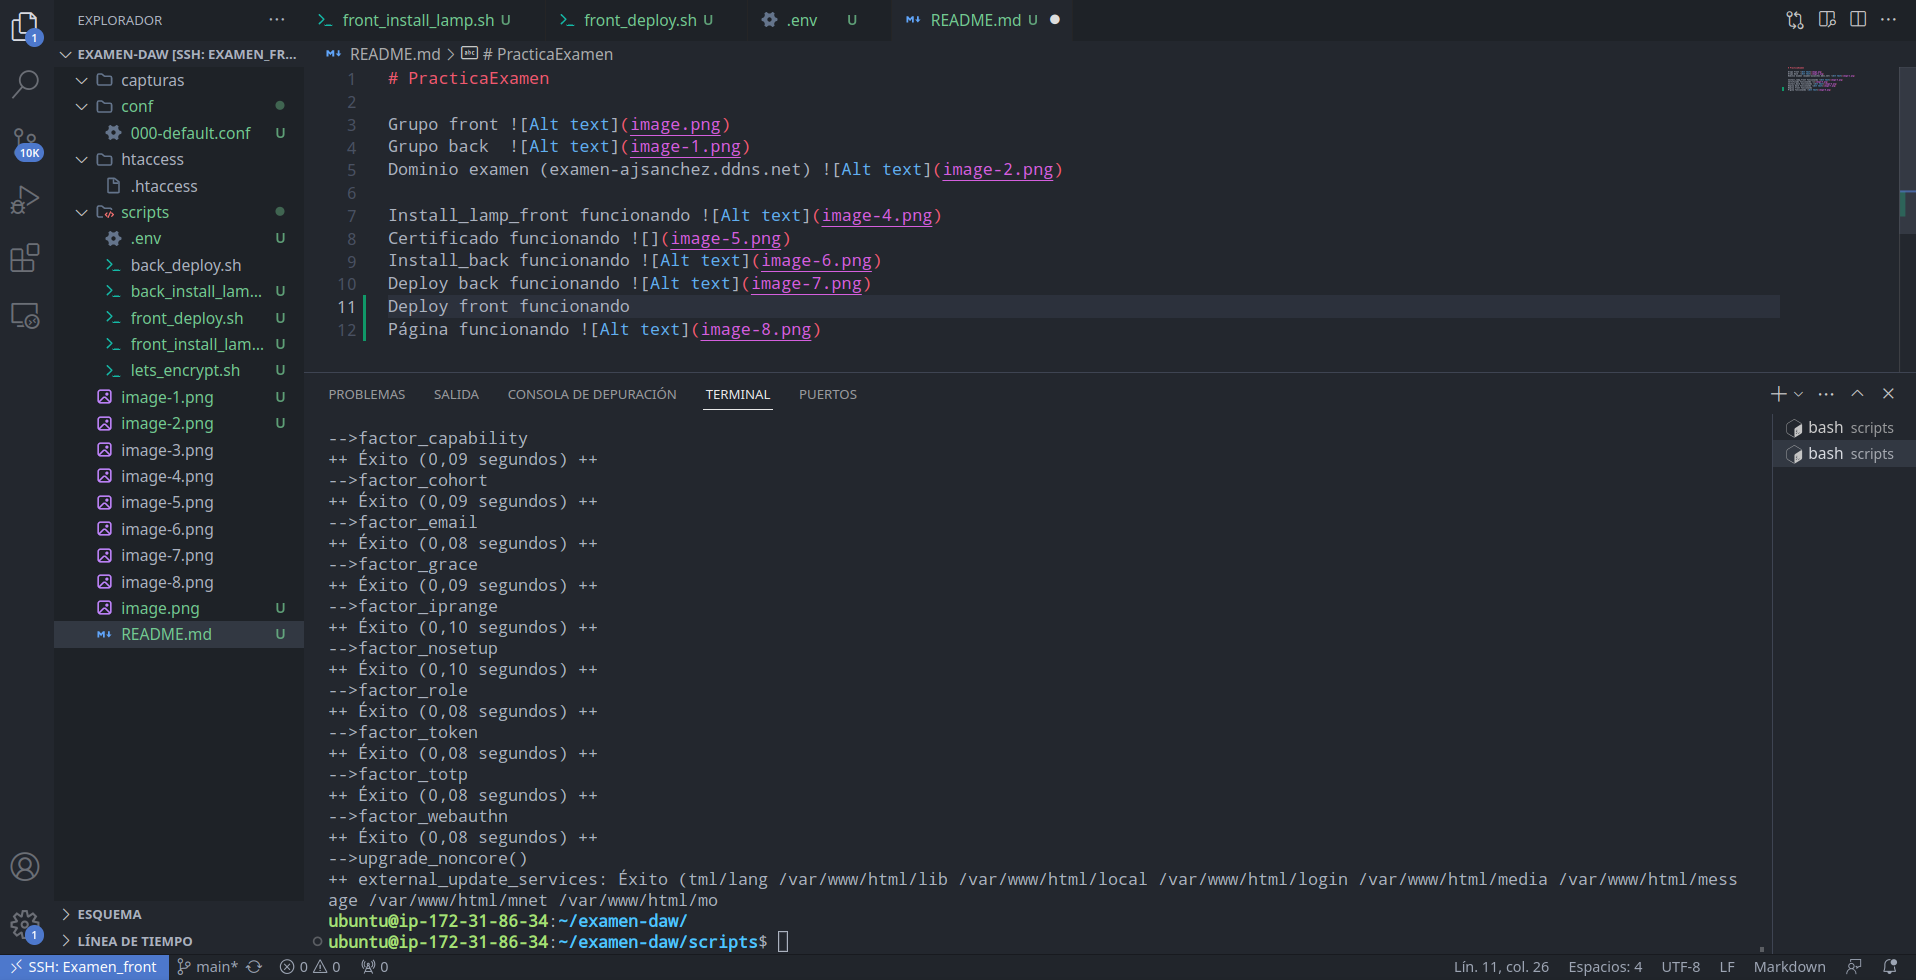 EXPLORADOR
EXAMEN-DAW [SSH: EXAMEN_FR...
capturas
conf
000-default.conf U
htaccess
.htaccess
scripts
.env U
back_deploy.sh
back_install_lam... U
front_deploy.sh U
front_install_lam... U
lets_encrypt.sh U
image-1.png U
image-2.png U
image-3.png
image-4.png
image-5.png
image-6.png
image-7.png
image-8.png
image.png U
README.md U
ESQUEMA
LÍNEA DE TIEMPO
1
10K
1
front_install_lamp.sh U
front_deploy.sh U
.env U
README.md U
README.md > # PracticaExamen
1 # PracticaExamen
2
3 Grupo front ![Alt text](image.png)
4 Grupo back  ![Alt text](image-1.png)
5 Dominio examen (examen-ajsanchez.ddns.net) ![Alt text](image-2.png)
6
7 Install_lamp_front funcionando ![Alt text](image-4.png)
8 Certificado funcionando ![](image-5.png)
9 Install_back funcionando ![Alt text](image-6.png)
10 Deploy back funcionando ![Alt text](image-7.png)
11 Deploy front funcionando
12 Página funcionando ![Alt text](image-8.png)
PROBLEMAS SALIDA CONSOLA DE DEPURACIÓN TERMINAL PUERTOS
-->factor_capability
++ Éxito (0,09 segundos) ++
-->factor_cohort
++ Éxito (0,09 segundos) ++
-->factor_email
++ Éxito (0,08 segundos) ++
-->factor_grace
++ Éxito (0,09 segundos) ++
-->factor_iprange
++ Éxito (0,10 segundos) ++
-->factor_nosetup
++ Éxito (0,10 segundos) ++
-->factor_role
++ Éxito (0,08 segundos) ++
-->factor_token
++ Éxito (0,08 segundos) ++
-->factor_totp
++ Éxito (0,08 segundos) ++
-->factor_webauthn
++ Éxito (0,08 segundos) ++
-->upgrade_noncore()
++ external_update_services: Éxito (tml/lang /var/www/html/lib /var/www/html/local /var/www/html/login /var/www/html/media /var/www/html/mess
age /var/www/html/mnet /var/www/html/mo
ubuntu@ip-172-31-86-34:~/examen-daw/
ubuntu@ip-172-31-86-34:~/examen-daw/scripts$
bash scripts
bash scripts
SSH: Examen_front main* 0 0 0 Lín. 11, col. 26 Espacios: 4 UTF-8 LF Markdown